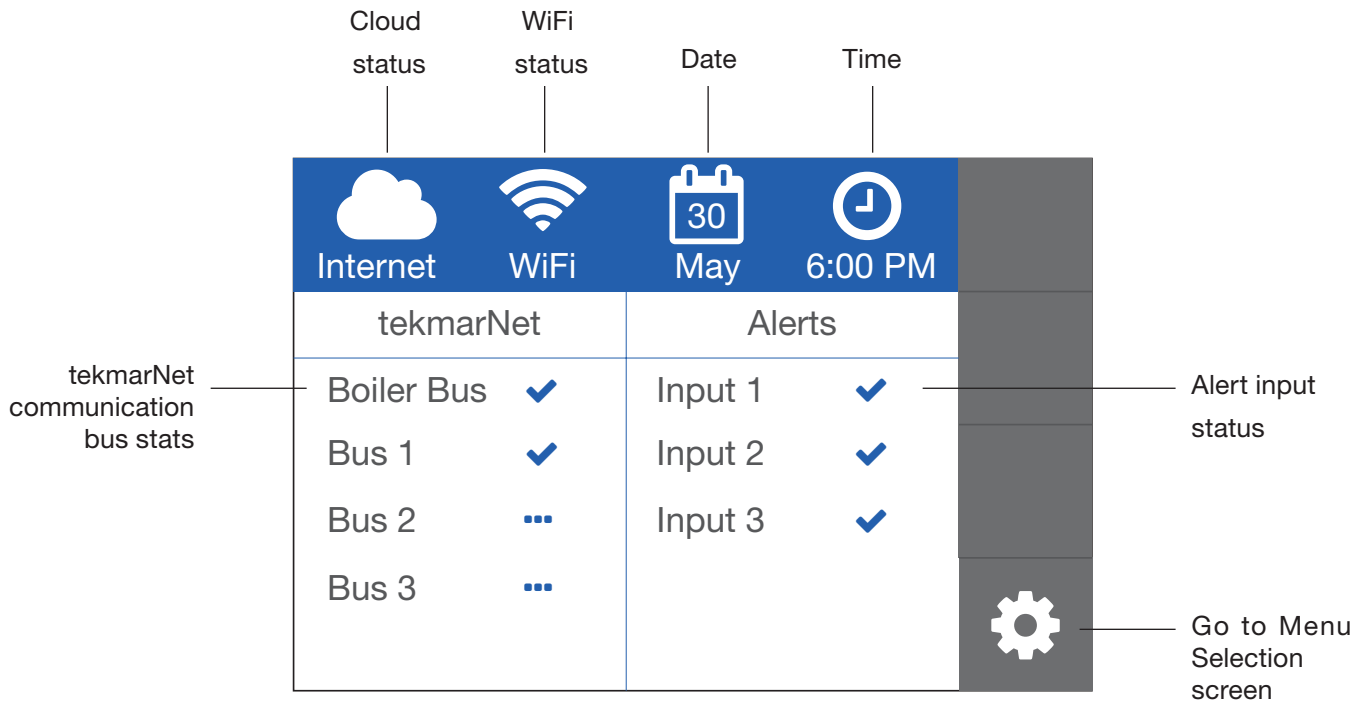 Cloud
status
WiFi
status
Date
Time
30
Internet
WiFi
May
6:00 PM
tekmarNet
Alerts
tekmarNet
communication
bus stats
Boiler Bus
Input 1
Alert input
status
Bus 1
Input 2
Bus 2
Input 3
Bus 3
Go to Menu
Selection
screen